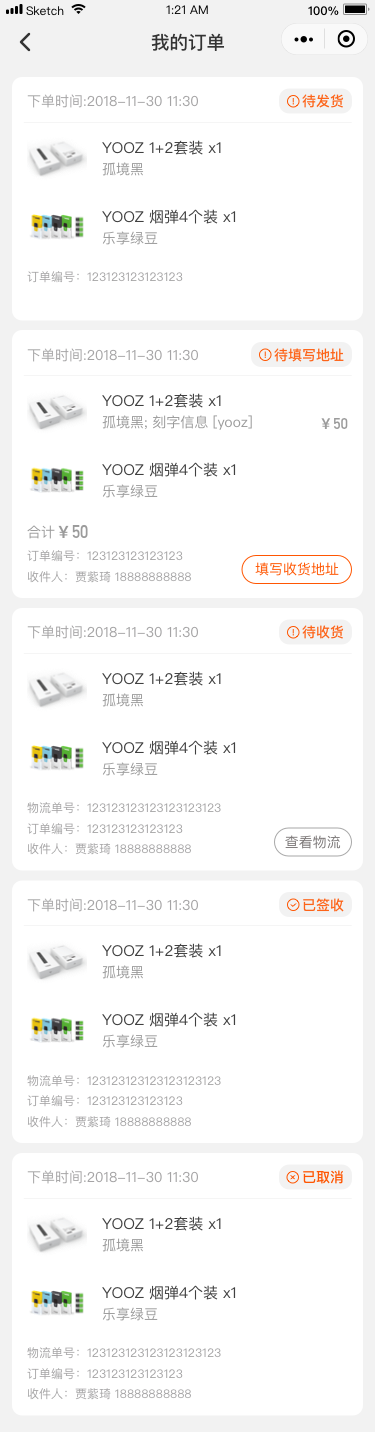 Sketch 1:21 AM 100%
我的订单
下单时间:2018-11-30 11:30 待发货
YOOZ 1+2套装 x1
孤境黑
YOOZ 烟弹4个装 x1
乐享绿豆
订单编号：123123123123123
下单时间:2018-11-30 11:30 待填写地址
YOOZ 1+2套装 x1
孤境黑; 刻字信息 [yooz] ¥50
YOOZ 烟弹4个装 x1
乐享绿豆
合计 ¥50
订单编号：123123123123123
收件人：贾紫琦 18888888888 填写收货地址
下单时间:2018-11-30 11:30 待收货
YOOZ 1+2套装 x1
孤境黑
YOOZ 烟弹4个装 x1
乐享绿豆
物流单号：123123123123123123123
订单编号：123123123123123
收件人：贾紫琦 18888888888 查看物流
下单时间:2018-11-30 11:30 已签收
YOOZ 1+2套装 x1
孤境黑
YOOZ 烟弹4个装 x1
乐享绿豆
物流单号：123123123123123123123
订单编号：123123123123123
收件人：贾紫琦 18888888888
下单时间:2018-11-30 11:30 已取消
YOOZ 1+2套装 x1
孤境黑
YOOZ 烟弹4个装 x1
乐享绿豆
物流单号：123123123123123123123
订单编号：123123123123123
收件人：贾紫琦 18888888888